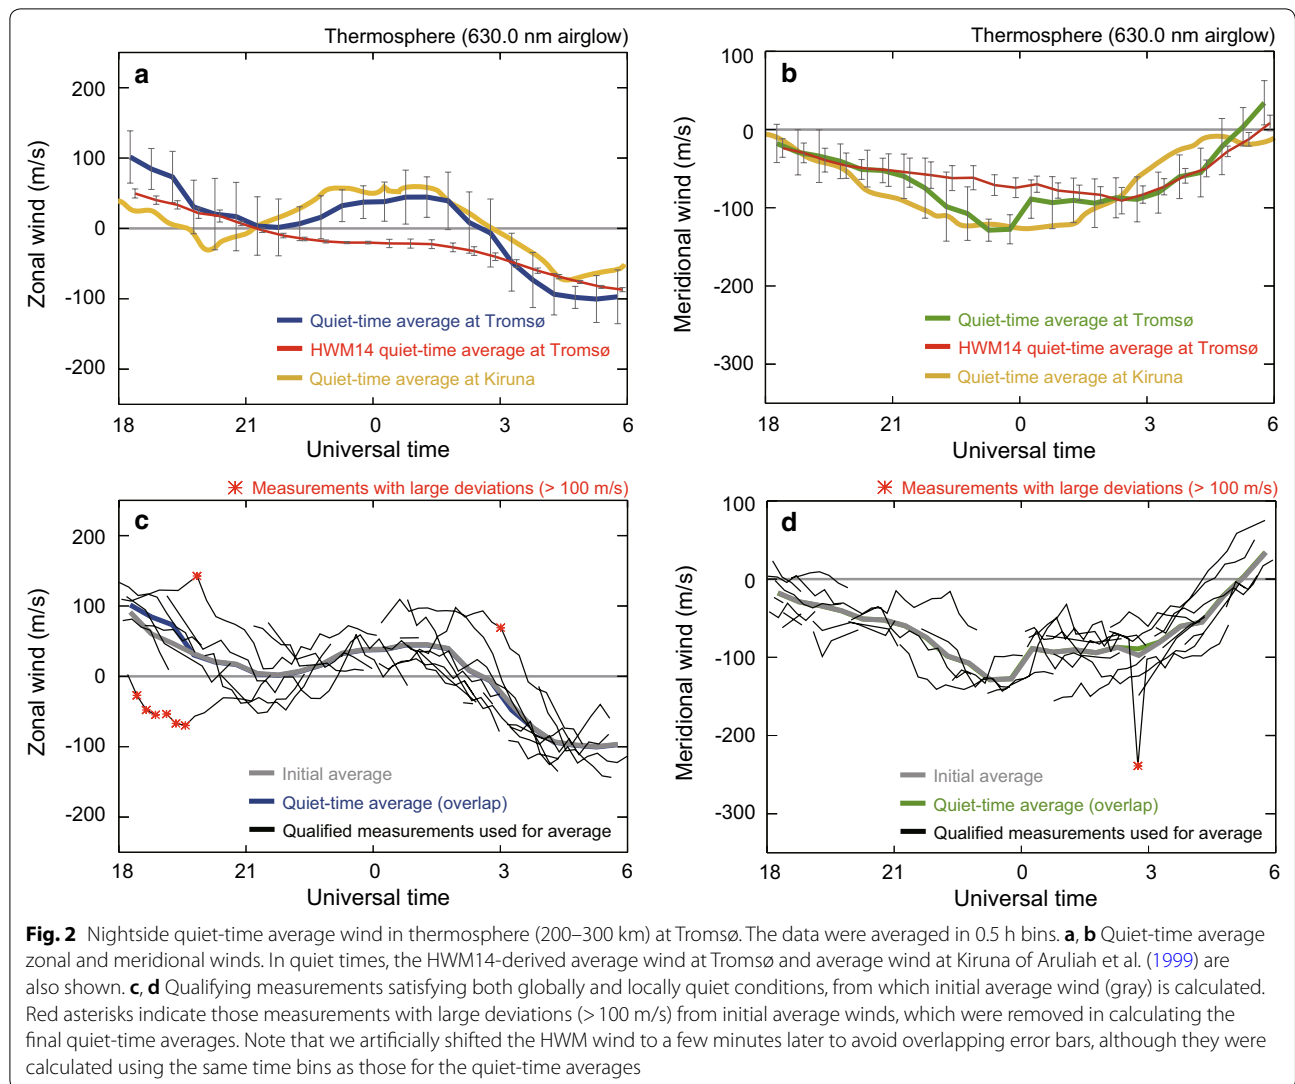 Thermosphere (630.0 nm airglow)
a
Zonal wind (m/s)
200
100
0
-100
-200
Quiet-time average at Tromsø
HWM14 quiet-time average at Tromsø
Quiet-time average at Kiruna
18
21
0
3
6
Universal time
Thermosphere (630.0 nm airglow)
b
Meridional wind (m/s)
100
0
-100
-200
-300
Quiet-time average at Tromsø
HWM14 quiet-time average at Tromsø
Quiet-time average at Kiruna
18
21
0
3
6
Universal time
Measurements with large deviations (> 100 m/s)
c
Zonal wind (m/s)
200
100
0
-100
-200
Initial average
Quiet-time average (overlap)
Qualified measurements used for average
18
21
0
3
6
Universal time
Measurements with large deviations (> 100 m/s)
d
Meridional wind (m/s)
100
0
-100
-200
-300
Initial average
Quiet-time average (overlap)
Qualified measurements used for average
18
21
0
3
6
Universal time
Fig. 2 Nightside quiet-time average wind in thermosphere (200–300 km) at Tromsø. The data were averaged in 0.5 h bins. a, b Quiet-time average
zonal and meridional winds. In quiet times, the HWM14-derived average wind at Tromsø and average wind at Kiruna of Aruliah et al. (1999) are
also shown. c, d Qualifying measurements satisfying both globally and locally quiet conditions, from which initial average wind (gray) is calculated.
Red asterisks indicate those measurements with large deviations (> 100 m/s) from initial average winds, which were removed in calculating the
final quiet-time averages. Note that we artificially shifted the HWM wind to a few minutes later to avoid overlapping error bars, although they were
calculated using the same time bins as those for the quiet-time averages